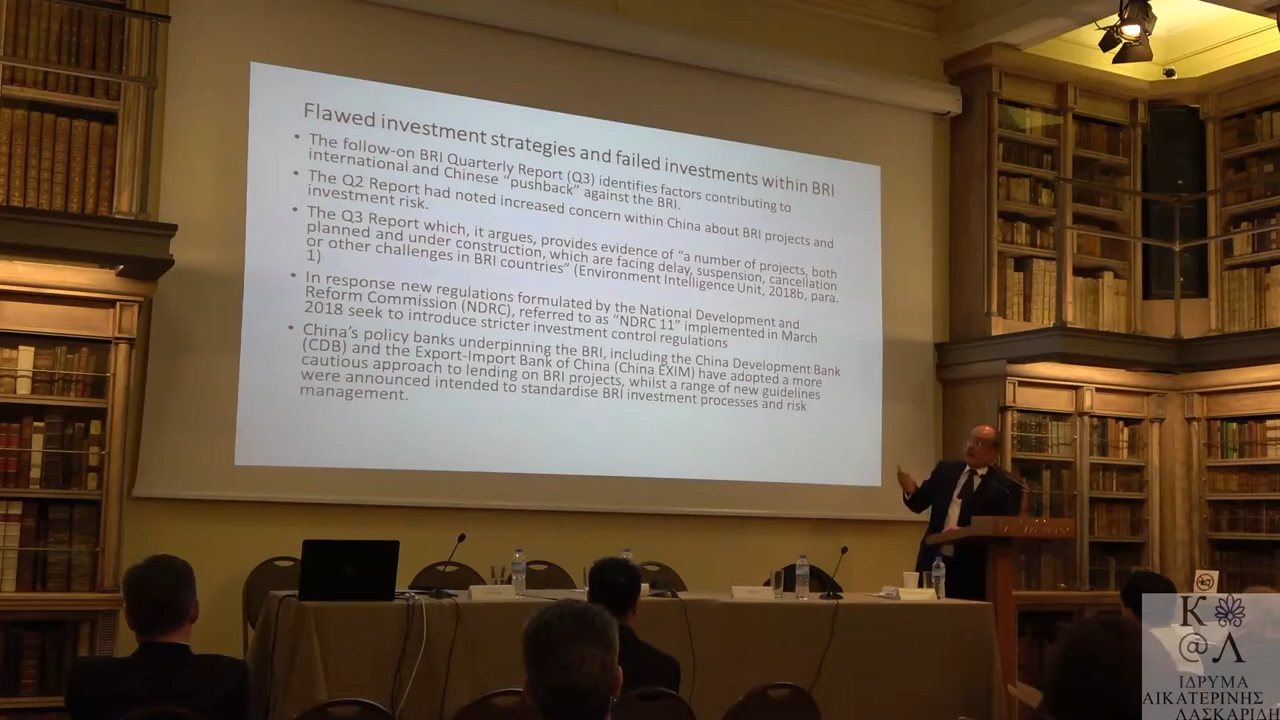 Flawed investment strategies and failed investments within BRI
• The follow-on BRI Quarterly Report (Q3) identifies factors contributing to
international and Chinese "pushback" against the BRI.
• The Q2 Report had noted increased concern within China about BRI projects and
investment risk.
• The Q3 Report which, it argues, provides evidence of "a number of projects, both
planned and under construction, which are facing delay, suspension, cancellation
or other challenges in BRI countries" (Environment Intelligence Unit, 2018b, para.
1)
• In response new regulations formulated by the National Development and
Reform Commission (NDRC), referred to as "NDRC 11" implemented in March
2018 seek to introduce stricter investment control regulations
• China's policy banks underpinning the BRI, including the China Development Bank
(CDB) and the Export-Import Bank of China (China EXIM) have adopted a more
cautious approach to lending on BRI projects, whilst a range of new guidelines
were announced intended to standardise BRI investment processes and risk
management.
Κ
@ Λ
ΙΔΡΥΜΑ
ΑΙΚΑΤΕΡΙΝΗΣ
ΛΑΣΚΑΡΙΔΗ